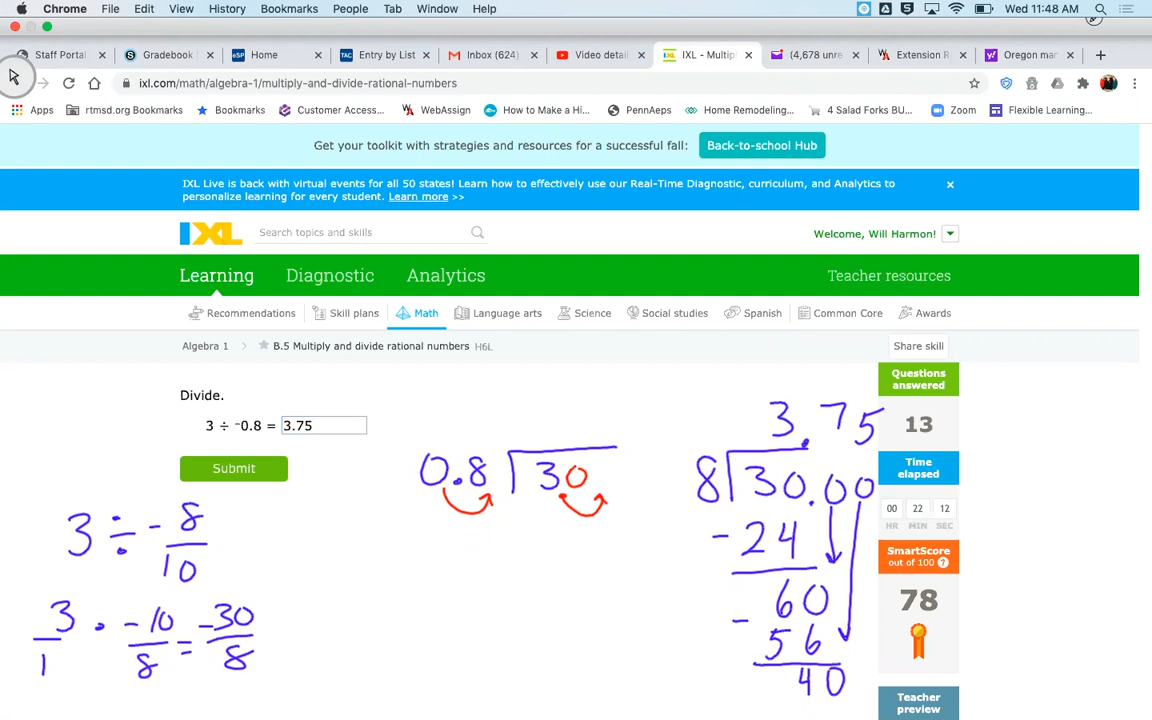 Chrome File Edit View History Bookmarks People Tab Window Help Wed 11:48 AM
Staff Portal Gradebook Home Entry by List Inbox (624) Video detail IXL - Multip (4,678 unre Extension R Oregon mar
ixl.com/math/algebra-1/multiply-and-divide-rational-numbers
Apps rtmsd.org Bookmarks Bookmarks Customer Access... WebAssign How to Make a Hi... PennAeps Home Remodeling... 4 Salad Forks BU... Zoom Flexible Learning...
Get your toolkit with strategies and resources for a successful fall: Back-to-school Hub
IXL Live is back with virtual events for all 50 states! Learn how to effectively use our Real-Time Diagnostic, curriculum, and Analytics to
personalize learning for every student. Learn more >>
IXL Search topics and skills Welcome, Will Harmon!
Learning Diagnostic Analytics Teacher resources
Recommendations Skill plans Math Language arts Science Social studies Spanish Common Core Awards
Algebra 1 > B.5 Multiply and divide rational numbers H6L Share skill
Divide.
3 ÷ ⁻0.8 = 3.75
Submit
3 ÷ - 8
10
3 · -10 = -30
1 8 8
0.8 30
3.75
8 30.00
- 24
60
- 56
40
Questions
answered
13
Time
elapsed
00 22 12
HR MIN SEC
SmartScore
out of 100 ?
78
Teacher
preview